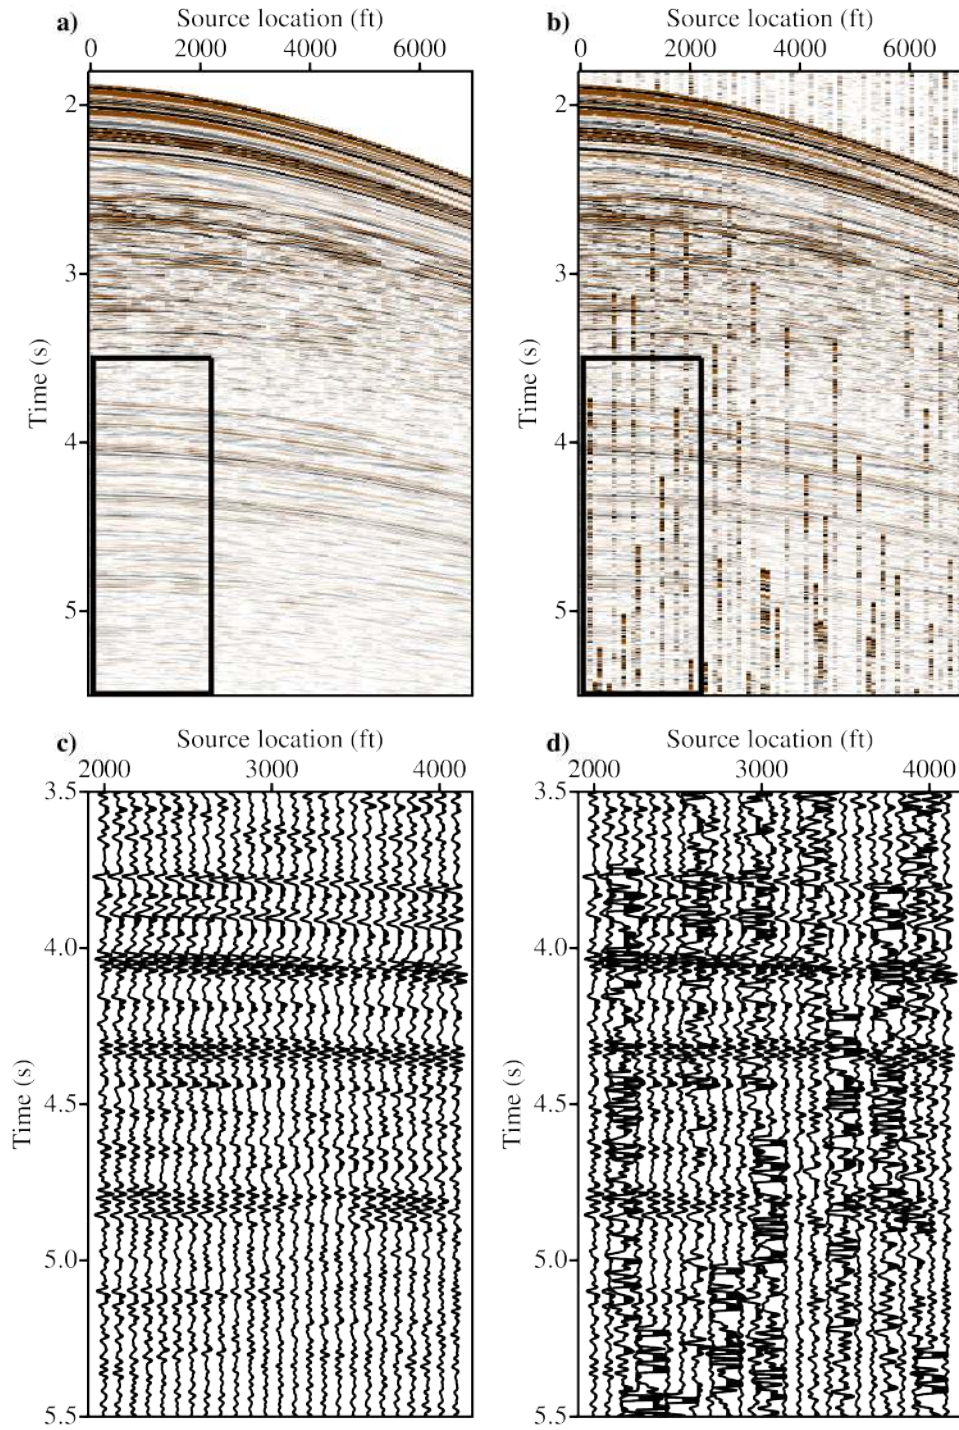 a) Source location (ft)
0 2000 4000 6000
2
3
4
5
Time (s)
b) Source location (ft)
0 2000 4000 6000
2
3
4
5
Time (s)
c) Source location (ft)
2000 3000 4000
3.5
4.0
4.5
5.0
5.5
Time (s)
d) Source location (ft)
2000 3000 4000
3.5
4.0
4.5
5.0
5.5
Time (s)